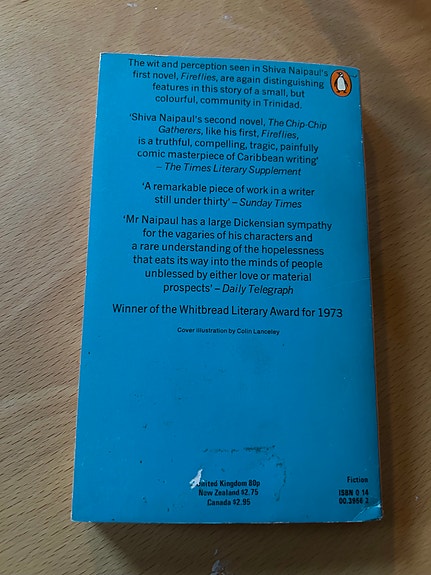 The wit and perception seen in Shiva Naipaul's
first novel, Fireflies, are again distinguishing
features in this story of a small, but
colourful, community in Trinidad.
'Shiva Naipaul's second novel, The Chip-Chip
Gatherers, like his first, Fireflies,
is a truthful, compelling, tragic, painfully
comic masterpiece of Caribbean writing'
– The Times Literary Supplement
'A remarkable piece of work in a writer
still under thirty' – Sunday Times
'Mr Naipaul has a large Dickensian sympathy
for the vagaries of his characters and
a rare understanding of the hopelessness
that eats its way into the minds of people
unblessed by either love or material
prospects' – Daily Telegraph
Winner of the Whitbread Literary Award for 1973
Cover illustration by Colin Lanceley
United Kingdom 80p
New Zealand $2.75
Canada $2.95
Fiction
ISBN 0 14
00.3966 2